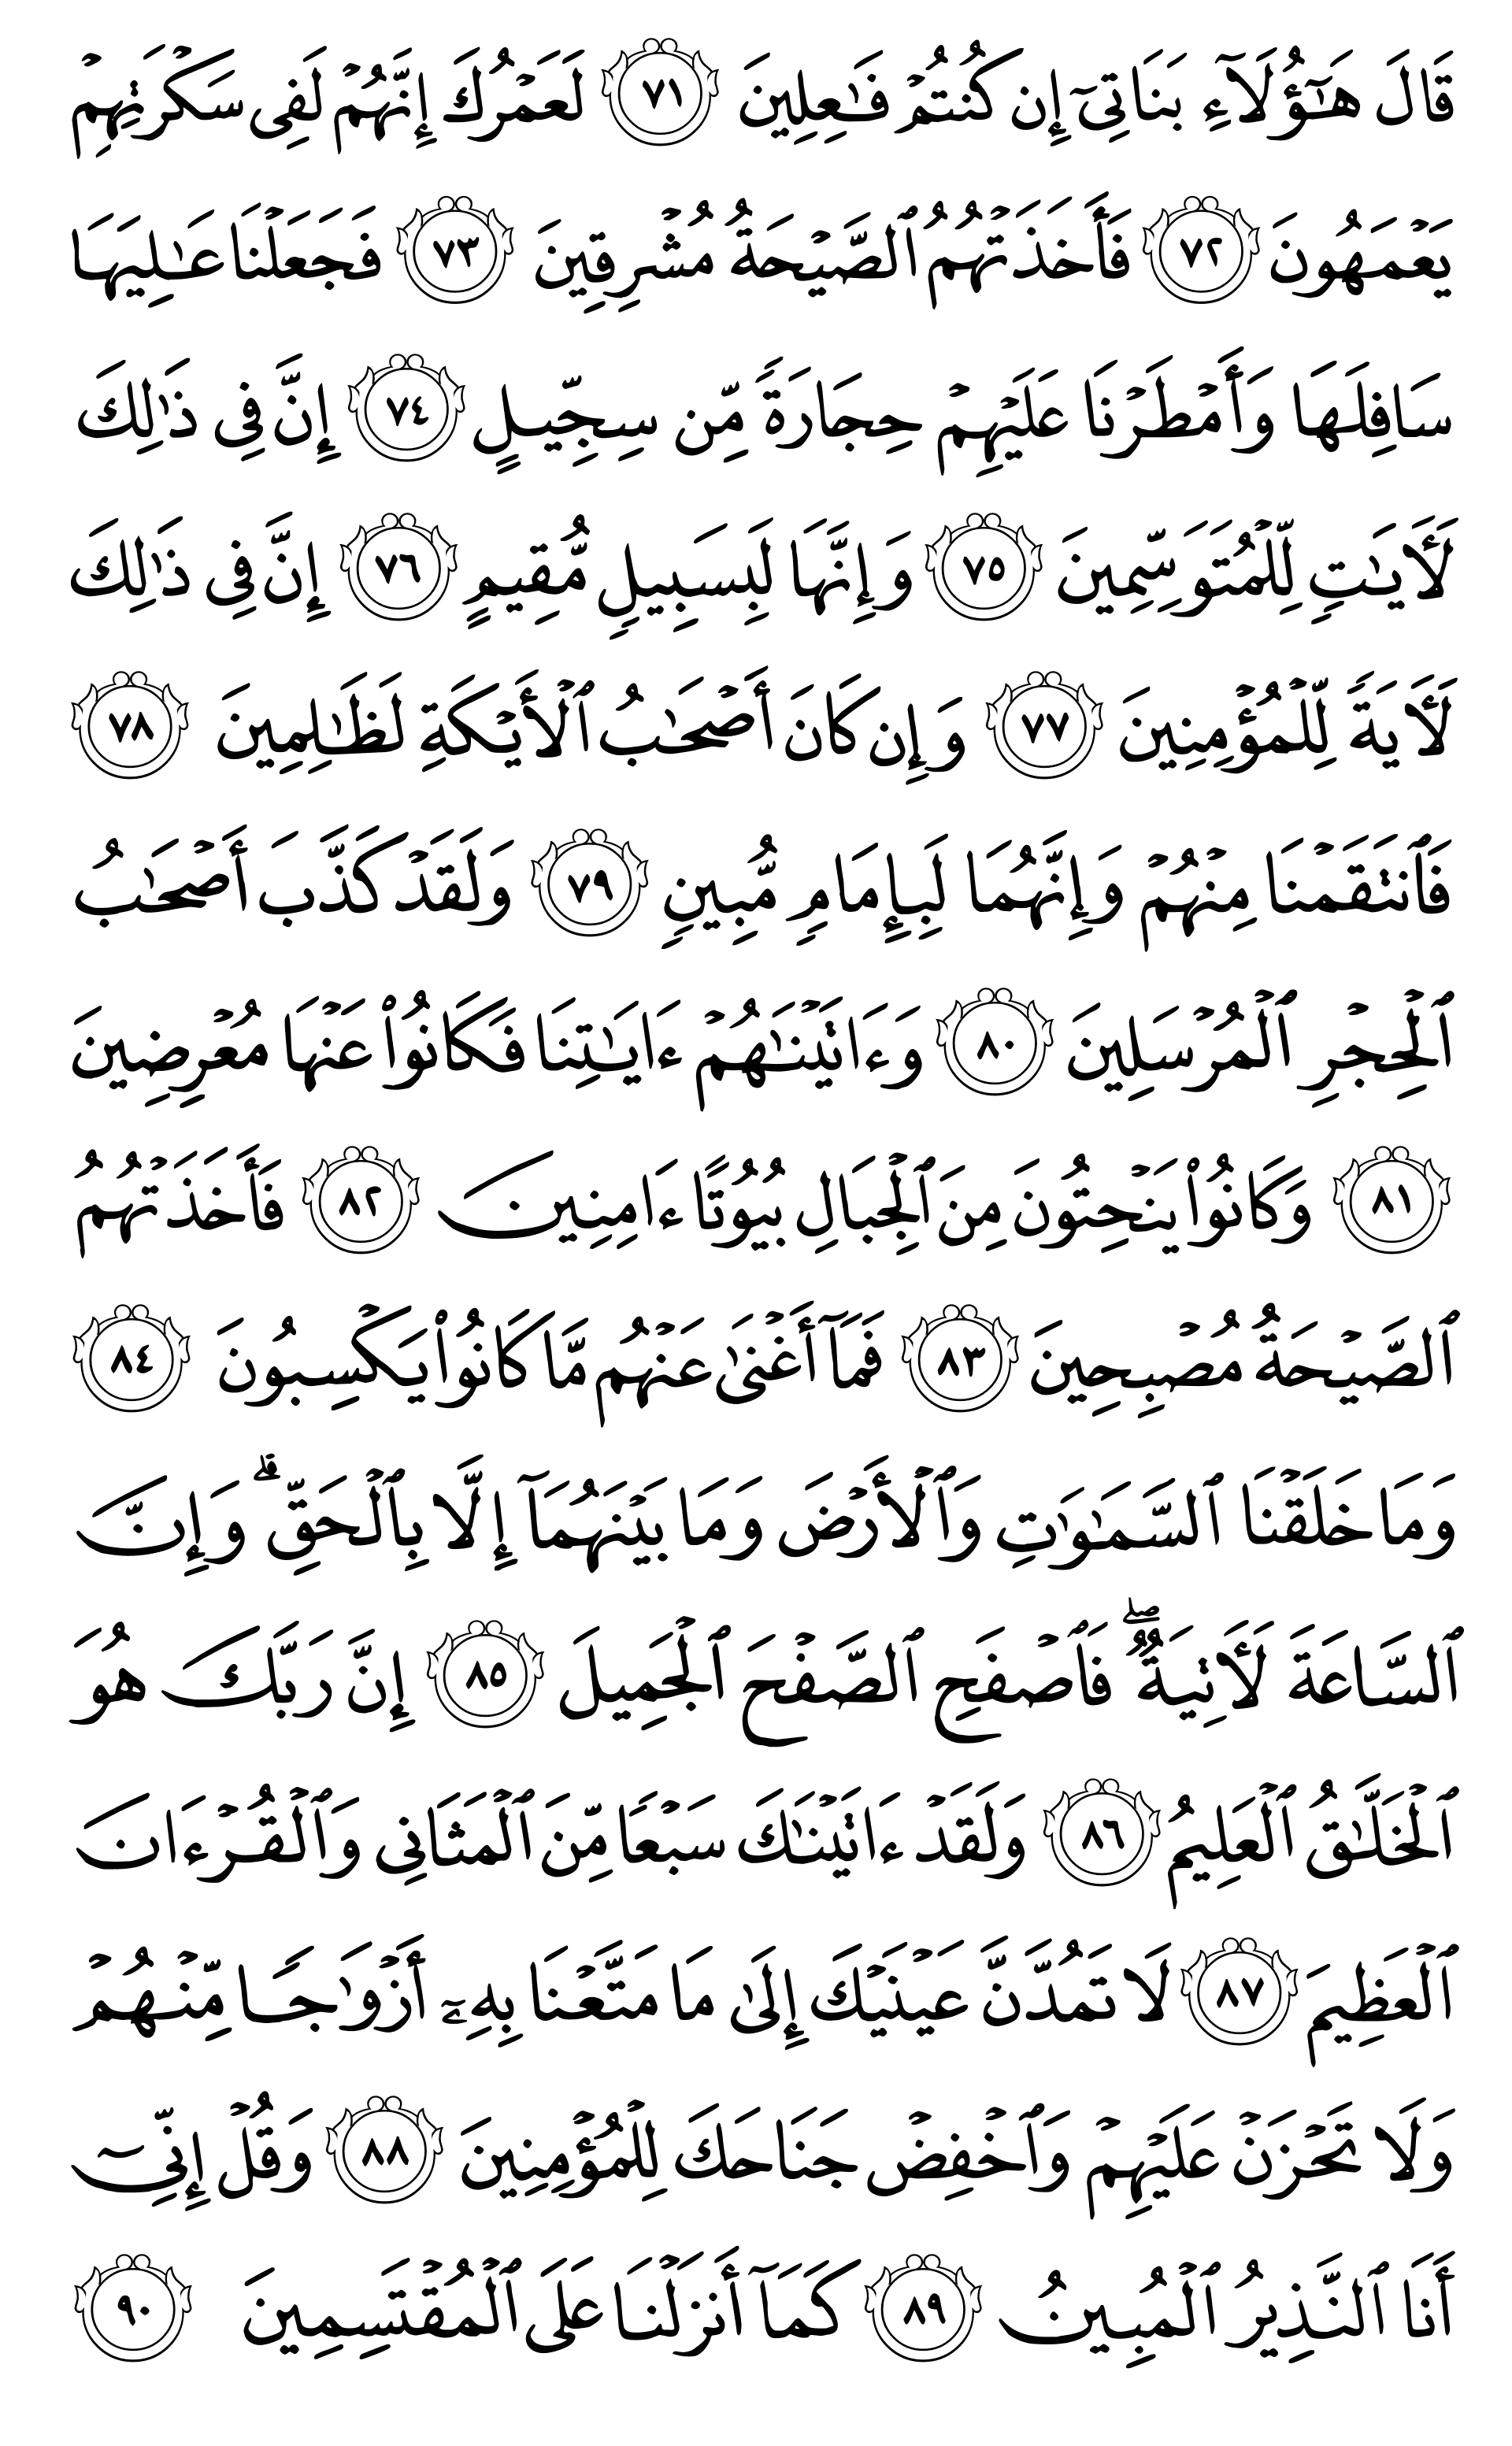 قَالَ هَـٰٓؤُلَآءِ بَنَاتِىٓ إِن كُنتُمۡ فَـٰعِلِينَ ٧١ لَعَمۡرُكَ إِنَّهُمۡ لَفِى سَكۡرَتِهِمۡ
يَعۡمَهُونَ ٧٢ فَأَخَذَتۡهُمُ ٱلصَّيۡحَةُ مُشۡرِقِينَ ٧٣ فَجَعَلۡنَا عَـٰلِيَهَا
سَافِلَهَا وَأَمۡطَرۡنَا عَلَيۡهِمۡ حِجَارَةً مِّن سِجِّيلٍ ٧٤ إِنَّ فِى ذَٰلِكَ
لَـَٔايَـٰتٍ لِّلۡمُتَوَسِّمِينَ ٧٥ وَإِنَّهَا لَبِسَبِيلٍ مُّقِيمٍ ٧٦ إِنَّ فِى ذَٰلِكَ
لَـَٔايَةً لِّلۡمُؤۡمِنِينَ ٧٧ وَإِن كَانَ أَصۡحَـٰبُ ٱلۡأَيۡكَةِ لَظَـٰلِمِينَ ٧٨
فَٱنتَقَمۡنَا مِنۡهُمۡ وَإِنَّهُمَا لَبِإِمَامٍ مُّبِينٍ ٧٩ وَلَقَدۡ كَذَّبَ أَصۡحَـٰبُ
ٱلۡحِجۡرِ ٱلۡمُرۡسَلِينَ ٨٠ وَءَاتَيۡنَـٰهُمۡ ءَايَـٰتِنَا فَكَانُوا۟ عَنۡهَا مُعۡرِضِينَ
٨١ وَكَانُوا۟ يَنۡحِتُونَ مِنَ ٱلۡجِبَالِ بُيُوتًا ءَامِنِينَ ٨٢ فَأَخَذَتۡهُمُ
ٱلصَّيۡحَةُ مُصۡبِحِينَ ٨٣ فَمَآ أَغۡنَىٰ عَنۡهُم مَّا كَانُوا۟ يَكۡسِبُونَ ٨٤
وَمَا خَلَقۡنَا ٱلسَّمَـٰوَٰتِ وَٱلۡأَرۡضَ وَمَا بَيۡنَهُمَآ إِلَّا بِٱلۡحَقِّۗ وَإِنَّ
ٱلسَّاعَةَ لَـَٔاتِيَةٌۖ فَٱصۡفَحِ ٱلصَّفۡحَ ٱلۡجَمِيلَ ٨٥ إِنَّ رَبَّكَ هُوَ
ٱلۡخَلَّـٰقُ ٱلۡعَلِيمُ ٨٦ وَلَقَدۡ ءَاتَيۡنَـٰكَ سَبۡعًا مِّنَ ٱلۡمَثَانِى وَٱلۡقُرۡءَانَ
ٱلۡعَظِيمَ ٨٧ لَا تَمُدَّنَّ عَيۡنَيۡكَ إِلَىٰ مَا مَتَّعۡنَا بِهِۦٓ أَزۡوَٰجًا مِّنۡهُمۡ
وَلَا تَحۡزَنۡ عَلَيۡهِمۡ وَٱخۡفِضۡ جَنَاحَكَ لِلۡمُؤۡمِنِينَ ٨٨ وَقُلۡ إِنِّىٓ
أَنَا ٱلنَّذِيرُ ٱلۡمُبِينُ ٨٩ كَمَآ أَنزَلۡنَا عَلَى ٱلۡمُقۡتَسِمِينَ ٩٠